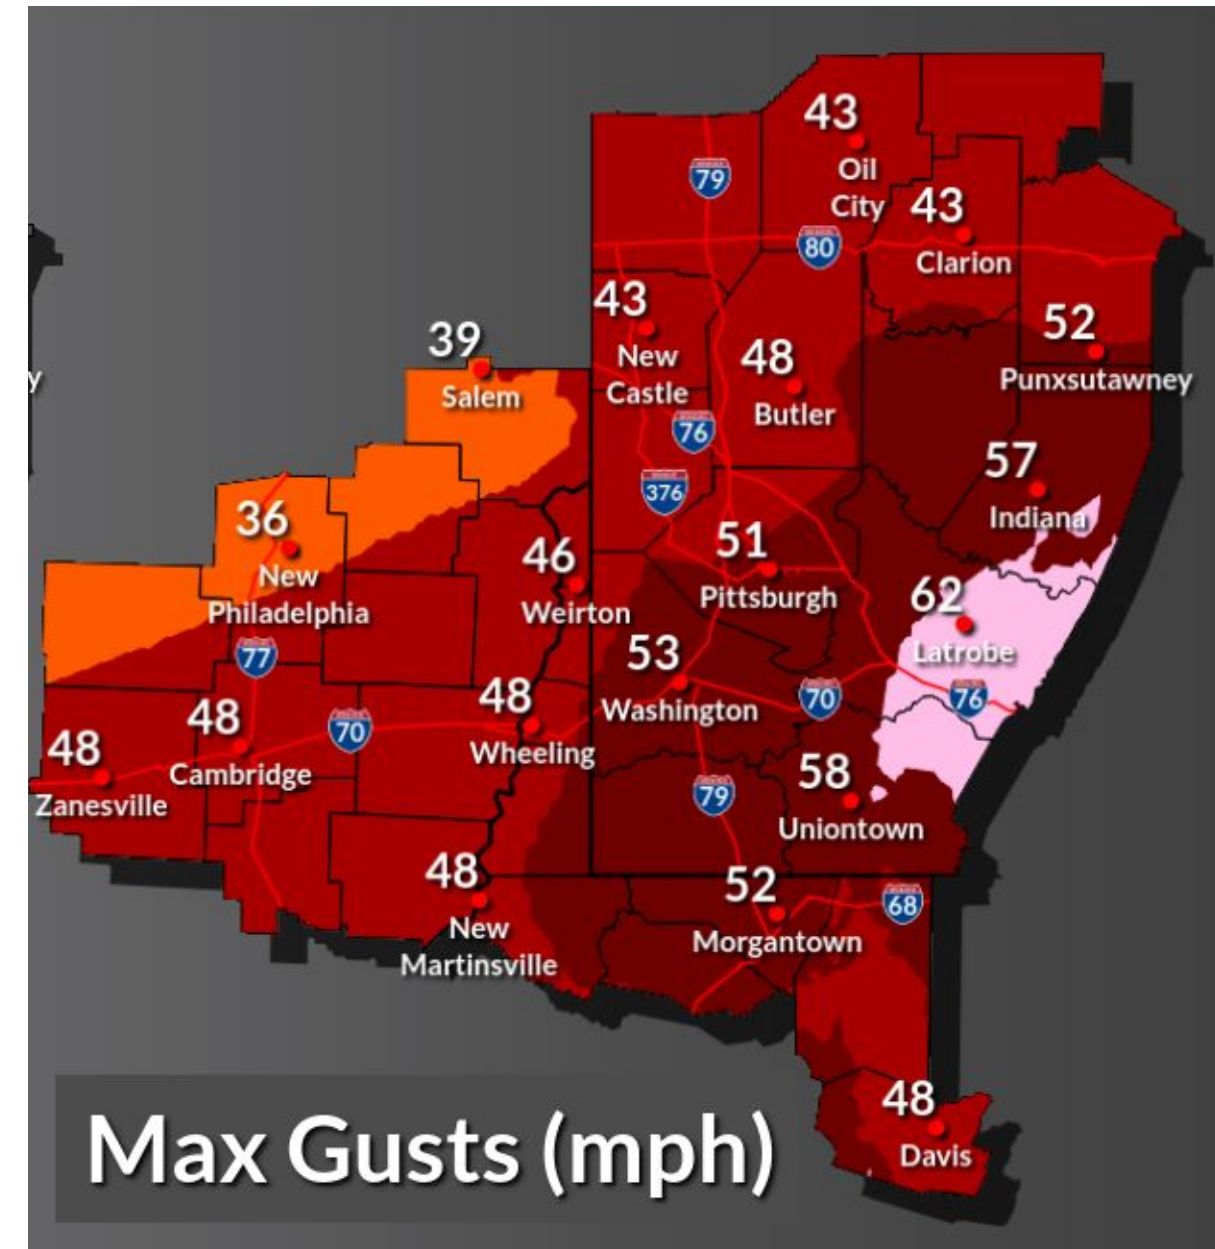 43
Oil
City
79
43
Clarion
80
43
New
Castle
52
Punxsutawney
39
Salem
48
Butler
y
76
57
Indiana
376
36
New
Philadelphia
51
Pittsburgh
46
Weirton
62
Latrobe
77
53
Washington
70
76
48
Wheeling
48
Cambridge
70
48
Zanesville
58
Uniontown
79
48
New
Martinsville
52
Morgantown
68
48
Davis
Max Gusts (mph)